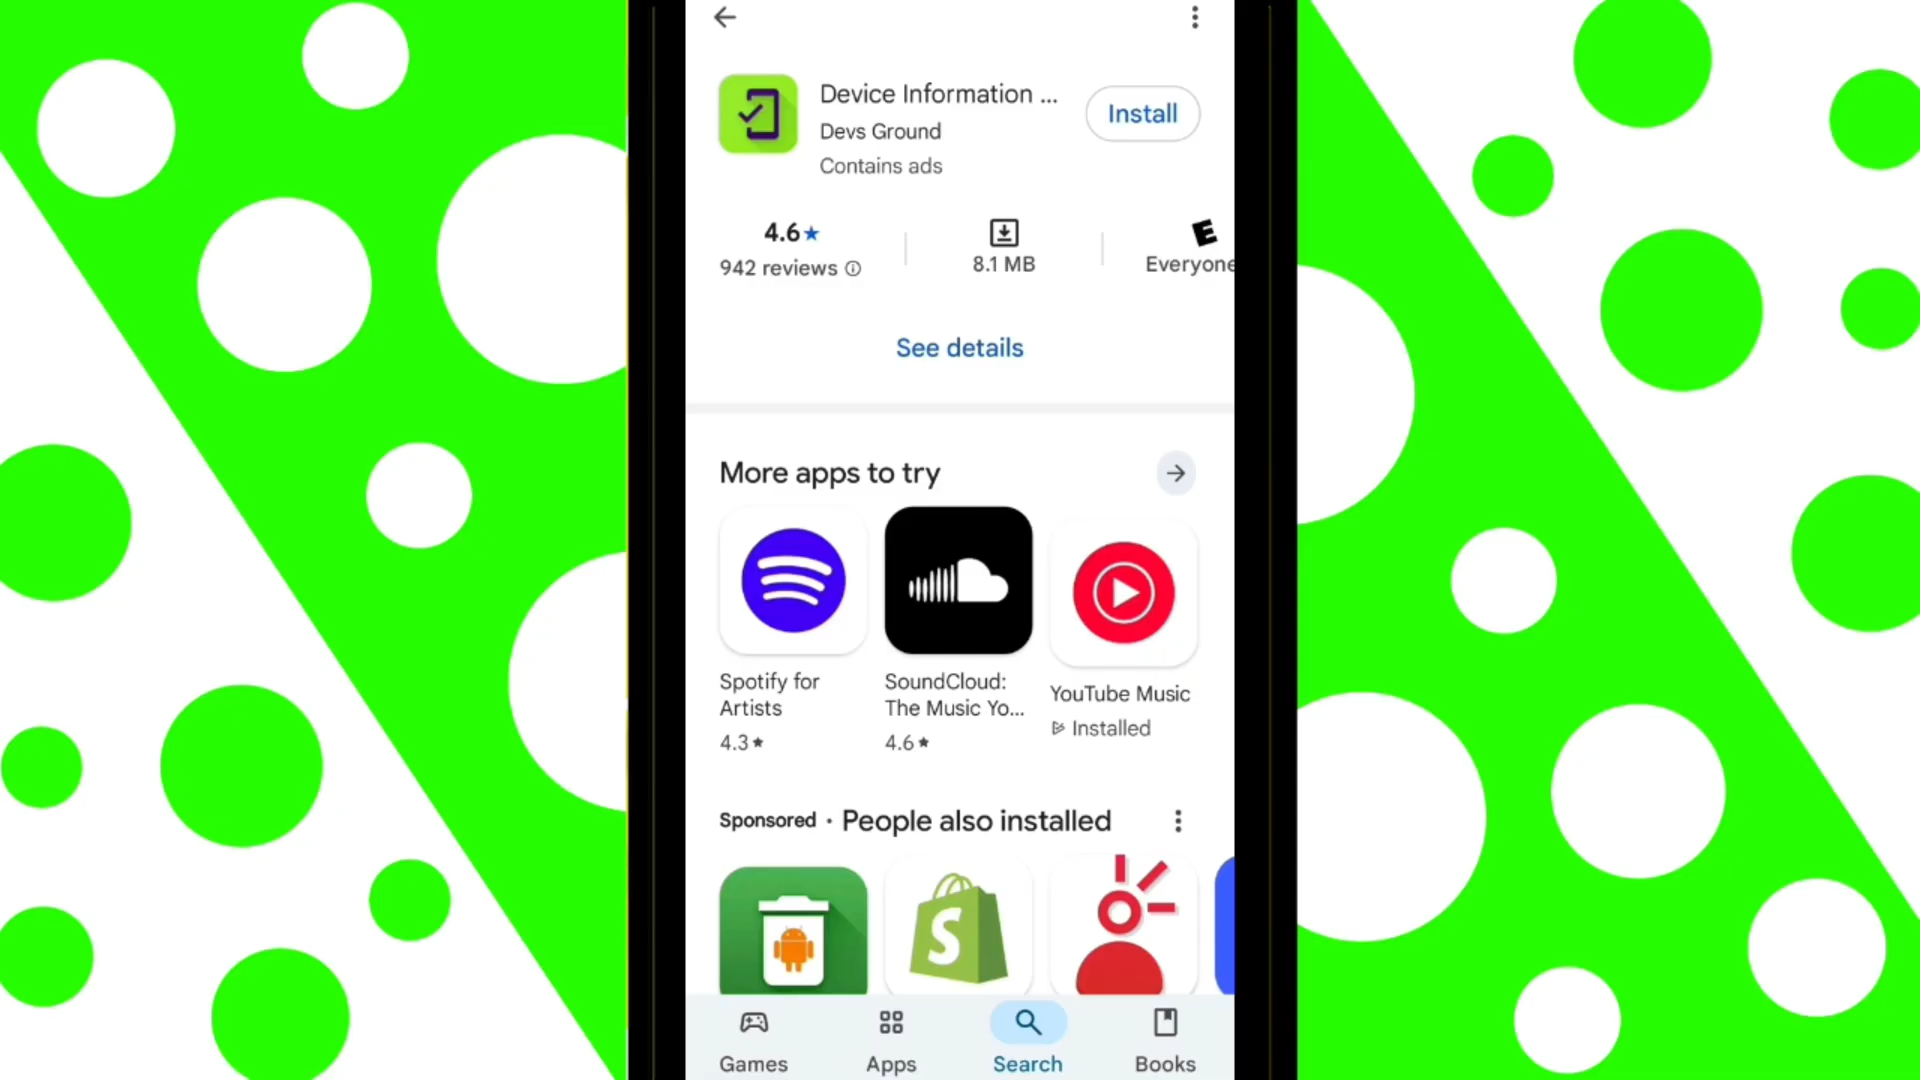 Device Information ...
Install
Devs Ground
Contains ads
4.6★
942 reviews
8.1 MB
E
Everyone
See details
More apps to try
Spotify for
Artists
4.3★
SoundCloud:
The Music Yo...
4.6★
YouTube Music
Installed
Sponsored · People also installed
S
Games
Apps
Search
Books